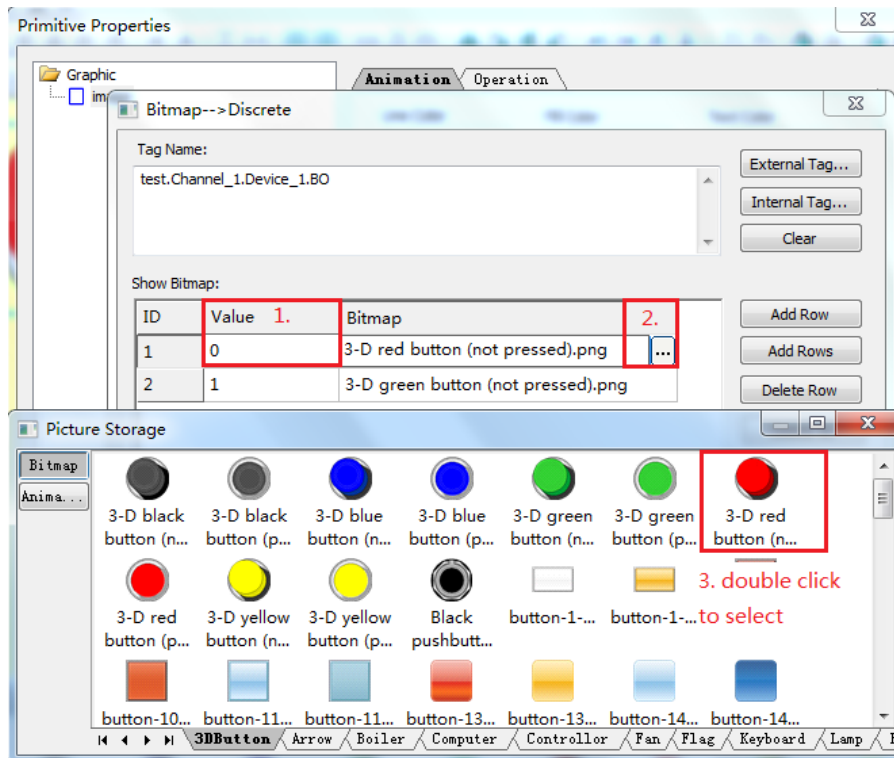 Primitive Properties
Graphic
Animation Operation
im
Bitmap-->Discrete
Tag Name:
test.Channel_1.Device_1.BO
External Tag...
Internal Tag...
Clear
Show Bitmap:
ID Value 1. Bitmap 2.
1 0 3-D red button (not pressed).png ...
2 1 3-D green button (not pressed).png
Add Row
Add Rows
Delete Row
Picture Storage
Bitmap
Anima...
3-D black 3-D black 3-D blue 3-D blue 3-D green 3-D green 3-D red
button (n... button (p... button (n... button (p... button (n... button (p... button (n...
3. double click
to select
3-D red 3-D yellow 3-D yellow Black button-1-... button-1-...
button (p... button (n... button (p... pushbutt...
button-10... button-11... button-11... button-13... button-13... button-14... button-14...
3DButton Arrow Boiler Computer Controllor Fan Flag Keyboard Lamp